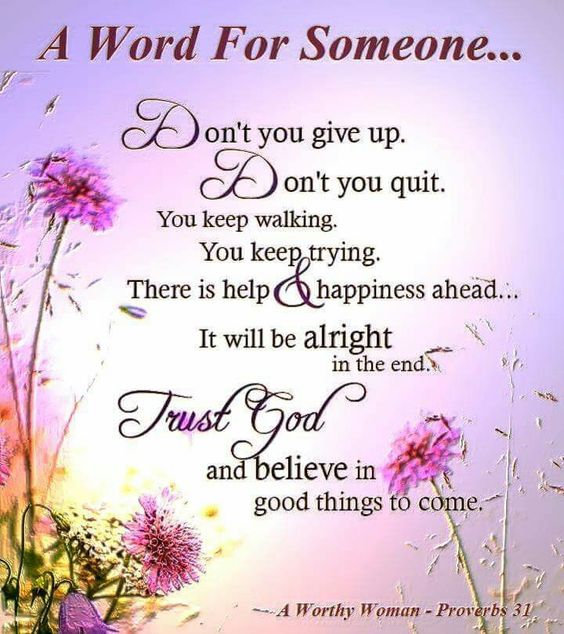 A Word For Someone...
Don't you give up.
Don't you quit.
You keep walking.
You keep trying.
There is help & happiness ahead...
It will be alright
in the end.
Trust God
and believe in
good things to come.
A Worthy Woman - Proverbs 31